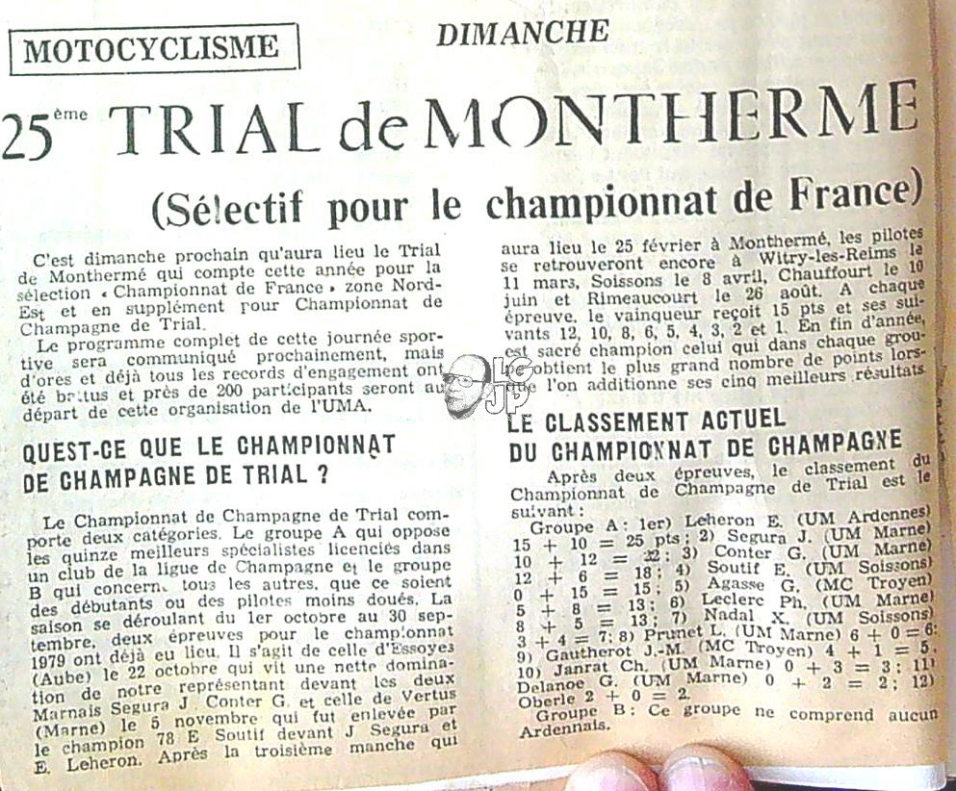 MOTOCYCLISME
DIMANCHE
25ème TRIAL de MONTHERME
(Sélectif pour le championnat de France)
C'est dimanche prochain qu'aura lieu le Trial
de Monthermé qui compte cette année pour la
sélection « Championnat de France » zone Nord-
Est et en supplément pour Championnat de
Champagne de Trial.
Le programme complet de cette journée spor-
tive sera communiqué prochainement, mais
d'ores et déjà tous les records d'engagement ont
été battus et près de 200 participants seront au
départ de cette organisation de l'UMA.
QUEST-CE QUE LE CHAMPIONNAT
DE CHAMPAGNE DE TRIAL ?
Le Championnat de Champagne de Trial com-
porte deux catégories. Le groupe A qui oppose
les quinze meilleurs spécialistes licenciés dans
un club de la ligue de Champagne et le groupe
B qui concerne tous les autres, que ce soient
des débutants ou des pilotes moins doués. La
saison se déroulant du 1er octobre au 30 sep-
tembre, deux épreuves pour le championnat
1979 ont déjà eu lieu. Il s'agit de celle d'Essoyes
(Aube) le 22 octobre qui vit une nette domina-
tion de notre représentant devant les deux
Marnais Segura J Conter G. et celle de Vertus
(Marne) le 5 novembre qui fut enlevée par
le champion 78 E Soutif devant J Segura et
E. Leheron. Après la troisième manche qui
aura lieu le 25 février à Monthermé, les pilotes
se retrouveront encore à Witry-les-Reims le
11 mars, Soissons le 8 avril, Chauffourt le 10
juin et Rimeaucourt le 26 août. A chaque
épreuve, le vainqueur reçoit 15 pts et ses sui-
vants 12, 10, 8, 6, 5, 4, 3, 2 et 1. En fin d'année,
est sacré champion celui qui dans chaque grou-
pe obtient le plus grand nombre de points lors-
que l'on additionne ses cinq meilleurs résultats
LGJP
LE CLASSEMENT ACTUEL
DU CHAMPIONNAT DE CHAMPAGNE
Après deux épreuves, le classement du
Championnat de Champagne de Trial est le
suivant :
Groupe A : 1er) Leheron E. (UM Ardennes)
15 + 10 = 25 pts ; 2) Segura J. (UM Marne)
10 + 12 = 22 ; 3) Conter G. (UM Marne)
12 + 6 = 18 ; 4) Soutif E. (UM Soissons)
0 + 15 = 15 ; 5) Agasse G. (MC Troyen)
5 + 8 = 13 ; 6) Leclerc Ph. (UM Marne)
8 + 5 = 13 ; 7) Nadal X. (UM Soissons)
3 + 4 = 7 ; 8) Prunet L. (UM Marne) 6 + 0 = 6 ;
9) Gautherot J.-M. (MC Troyen) 4 + 1 = 5.
10) Janrat Ch. (UM Marne) 0 + 3 = 3 ; 11)
Delanoe G. (UM Marne) 0 + 2 = 2 ; 12)
Oberle 2 + 0 = 2.
Groupe B : Ce groupe ne comprend aucun
Ardennais.